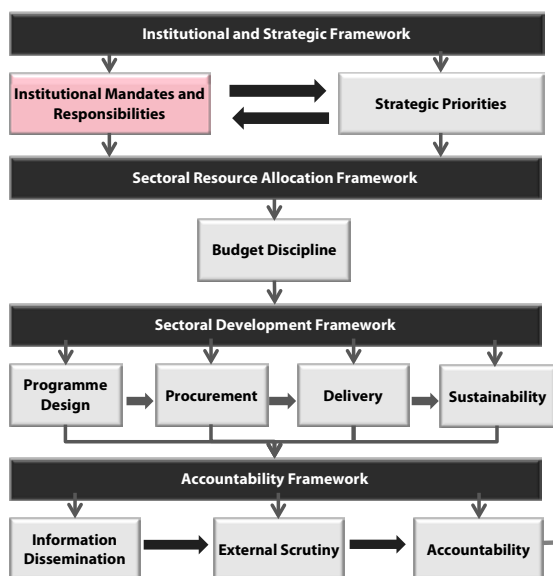 Institutional and Strategic Framework
Institutional Mandates and
Responsibilities
Strategic Priorities
Sectoral Resource Allocation Framework
Budget Discipline
Sectoral Development Framework
Programme
Design
Procurement
Delivery
Sustainability
Accountability Framework
Information
Dissemination
External Scrutiny
Accountability